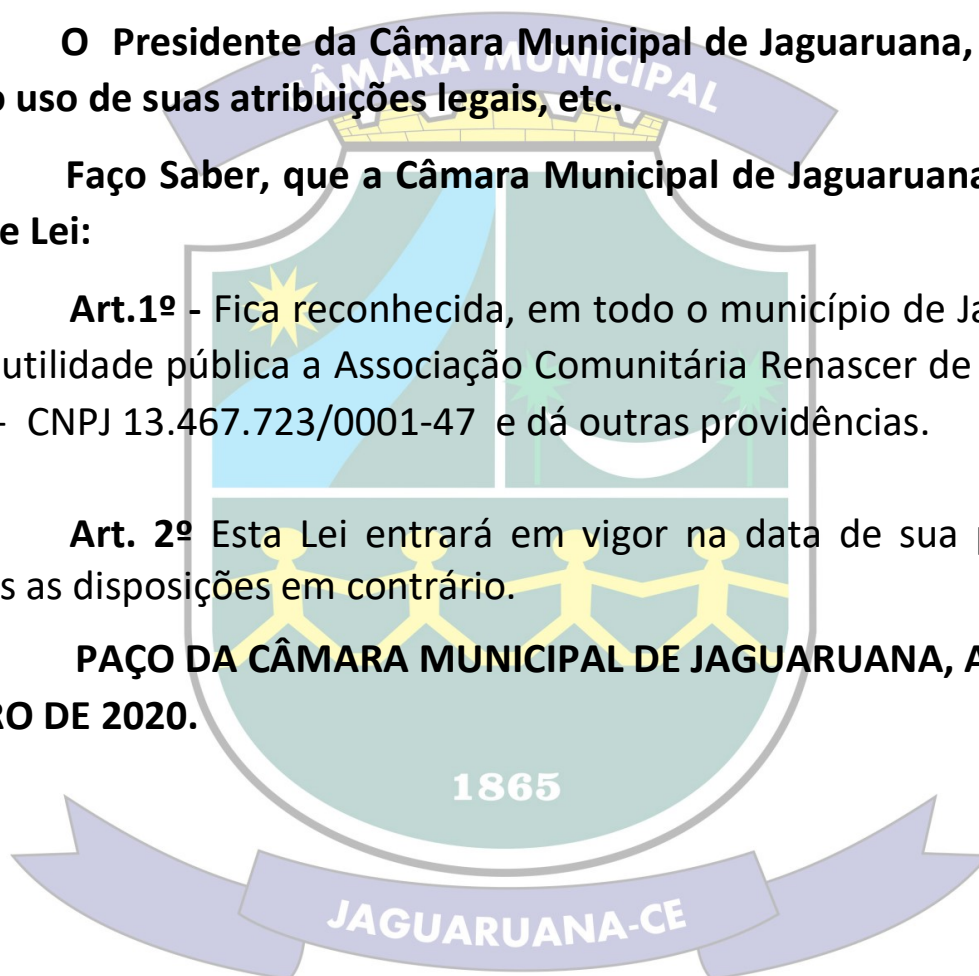 CÂMARA MUNICIPAL
O Presidente da Câmara Municipal de Jaguaruana,
uso de suas atribuições legais, etc.
Faço Saber, que a Câmara Municipal de Jaguaruana
e Lei:
Art.1º - Fica reconhecida, em todo o município de Ja
utilidade pública a Associação Comunitária Renascer de
- CNPJ 13.467.723/0001-47 e dá outras providências.
Art. 2º Esta Lei entrará em vigor na data de sua p
s as disposições em contrário.
PAÇO DA CÂMARA MUNICIPAL DE JAGUARUANA, A
RO DE 2020.
1865
JAGUARUANA-CE